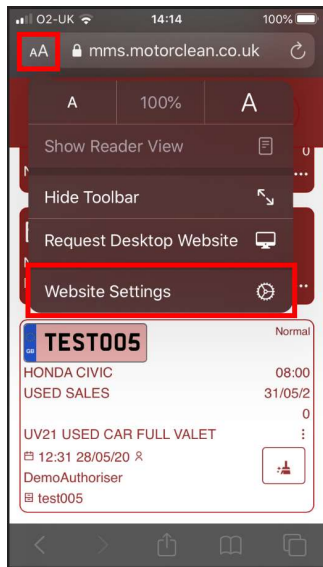 O2-UK 14:14 100%
AA mms.motorclean.co.uk
A 100% A
Show Reader View
0
N
Hide Toolbar
Request Desktop Website
Website Settings
GB TEST005 Normal
HONDA CIVIC 08:00
USED SALES 31/05/2
0
UV21 USED CAR FULL VALET
12:31 28/05/20
DemoAuthoriser
test005